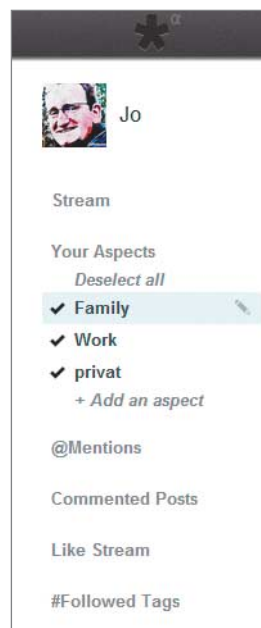 α
Jo
Stream
Your Aspects
Deselect all
Family
Work
privat
+ Add an aspect
@Mentions
Commented Posts
Like Stream
#Followed Tags